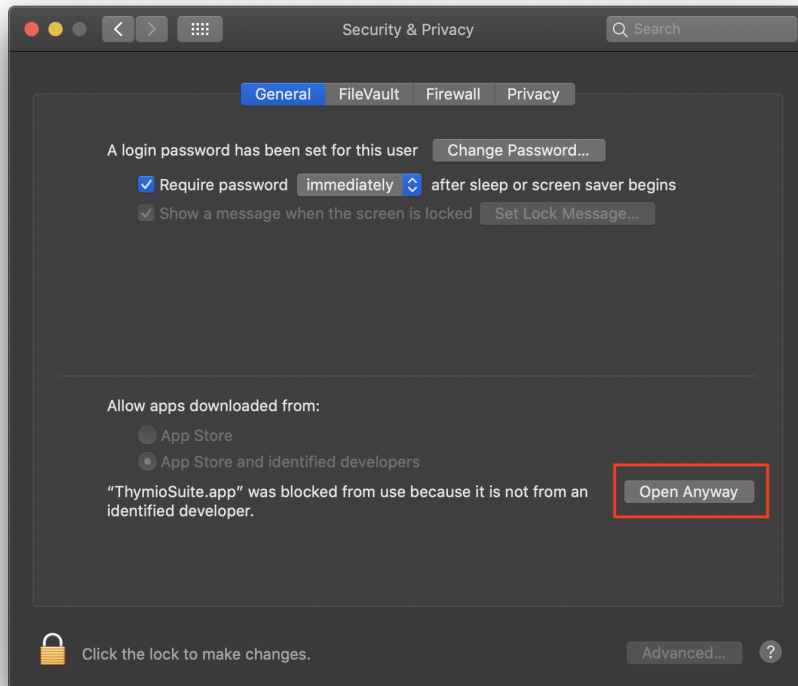 Security & Privacy
Search
General
FileVault
Firewall
Privacy
A login password has been set for this user
Change Password...
Require password
immediately
after sleep or screen saver begins
Show a message when the screen is locked
Set Lock Message...
Allow apps downloaded from:
App Store
App Store and identified developers
“ThymioSuite.app” was blocked from use because it is not from an
identified developer.
Open Anyway
Click the lock to make changes.
Advanced...
?